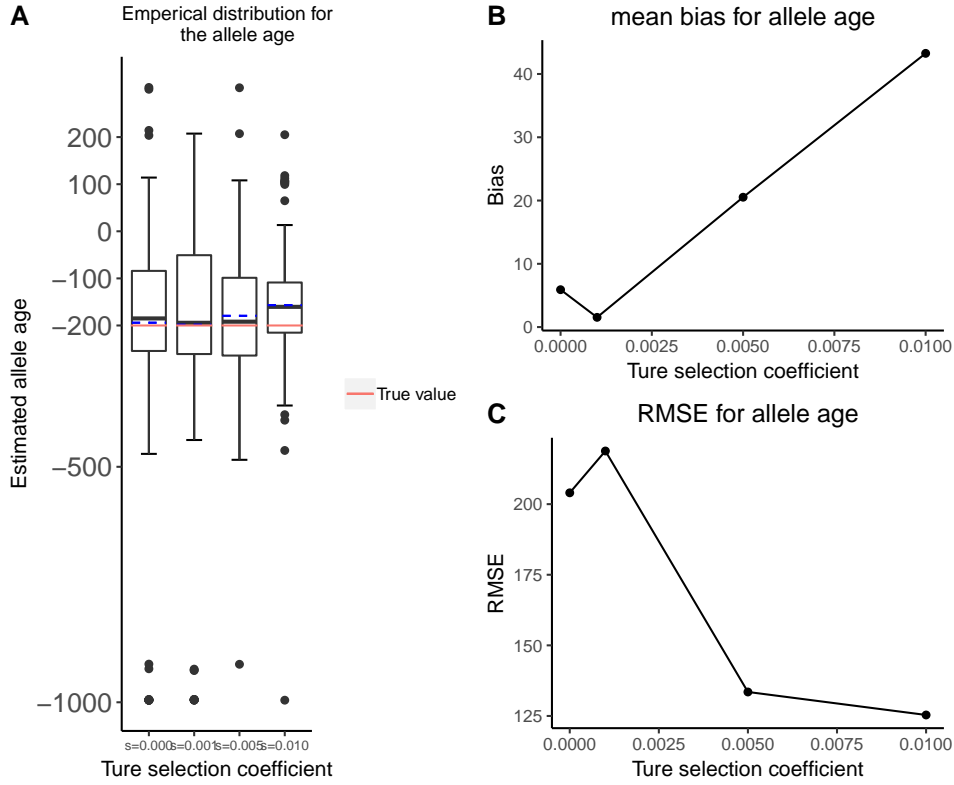 A
Emperical distribution for
the allele age
200
100
0
−100
−200
−500
−1000
Estimated allele age
s=0.000
s=0.001
s=0.005
s=0.010
Ture selection coefficient
True value
B
mean bias for allele age
40
30
20
10
0
Bias
0.0000
0.0025
0.0050
0.0075
0.0100
Ture selection coefficient
C
RMSE for allele age
200
175
150
125
RMSE
0.0000
0.0025
0.0050
0.0075
0.0100
Ture selection coefficient